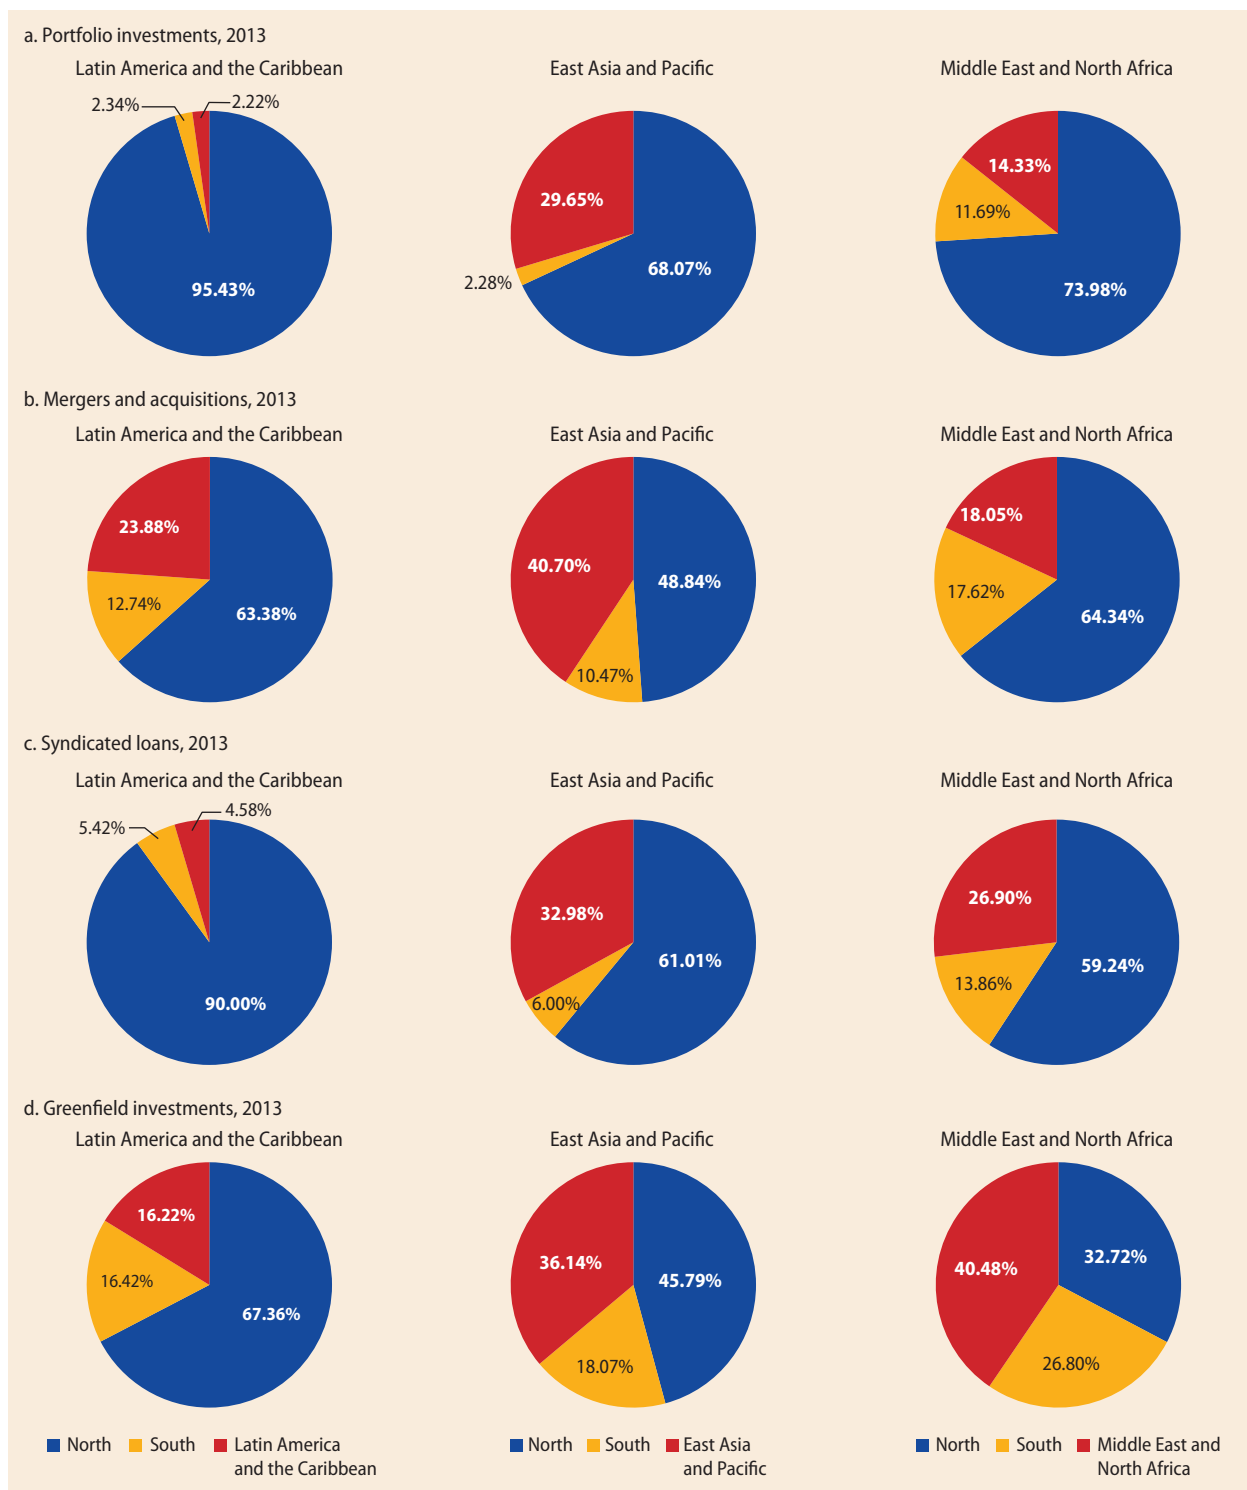 a. Portfolio investments, 2013
Latin America and the Caribbean
East Asia and Pacific
Middle East and North Africa
2.34%
2.22%
95.43%
29.65%
2.28%
68.07%
14.33%
11.69%
73.98%
b. Mergers and acquisitions, 2013
Latin America and the Caribbean
East Asia and Pacific
Middle East and North Africa
23.88%
12.74%
63.38%
40.70%
48.84%
10.47%
18.05%
17.62%
64.34%
c. Syndicated loans, 2013
Latin America and the Caribbean
East Asia and Pacific
Middle East and North Africa
5.42%
4.58%
90.00%
32.98%
6.00%
61.01%
26.90%
13.86%
59.24%
d. Greenfield investments, 2013
Latin America and the Caribbean
East Asia and Pacific
Middle East and North Africa
16.22%
16.42%
67.36%
36.14%
45.79%
18.07%
40.48%
32.72%
26.80%
North
South
Latin America
and the Caribbean
North
South
East Asia
and Pacific
North
South
Middle East and
North Africa